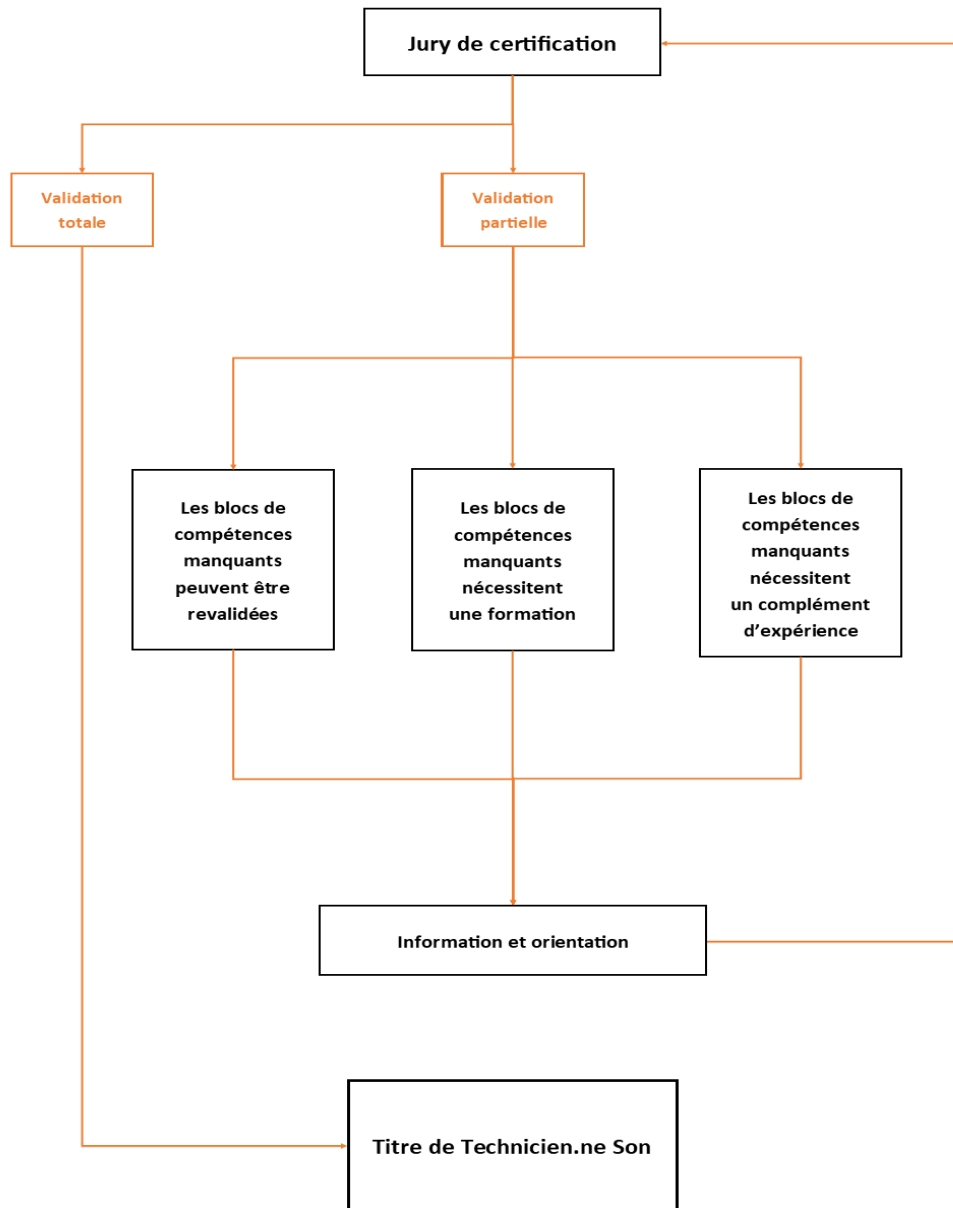 Jury de certification
Validation
totale
Validation
partielle
Les blocs de
compétences
manquants
peuvent être
revalidées
Les blocs de
compétences
manquants
nécessitent
une formation
Les blocs de
compétences
manquants
nécessitent
un complément
d’expérience
Information et orientation
Titre de Technicien.ne Son